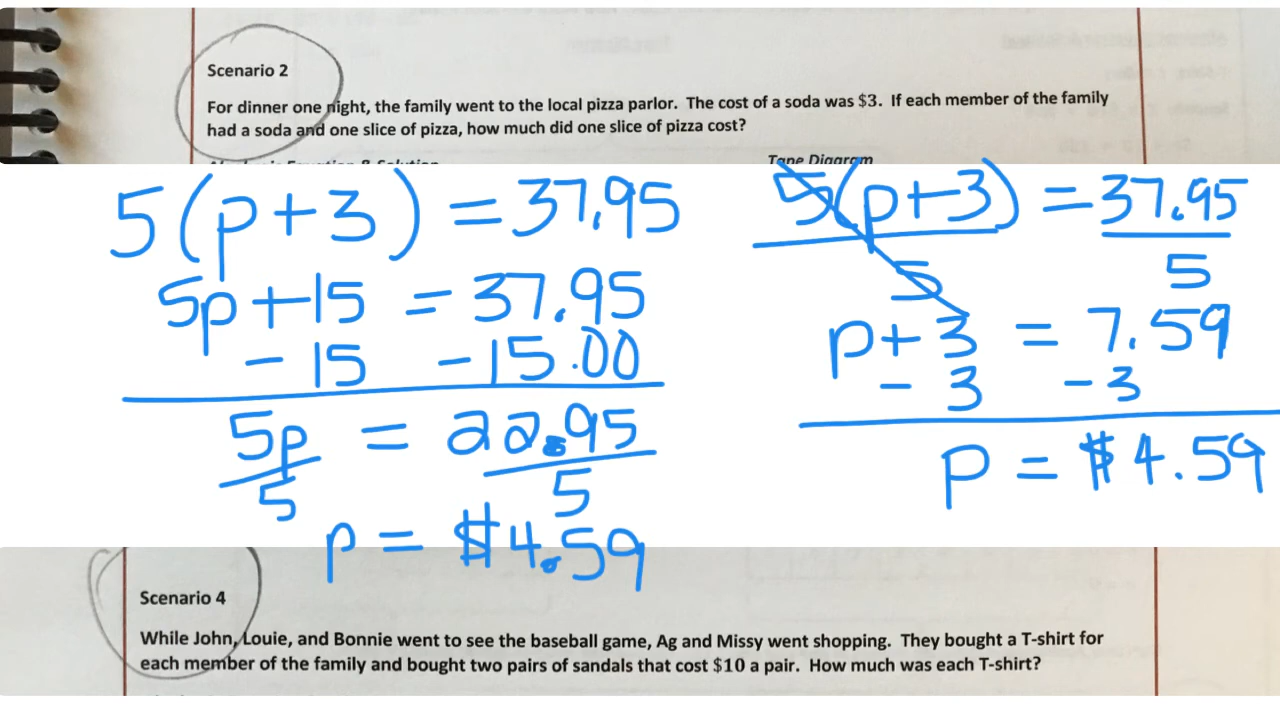 Scenario 2
For dinner one night, the family went to the local pizza parlor. The cost of a soda was $3. If each member of the family
had a soda and one slice of pizza, how much did one slice of pizza cost?
Tape Diagram
5(p+3) = 37.95
5p+15 = 37.95
-15 -15.00
5p = 22.95
5 5
p = $4.59
5(p+3) = 37.95
5 5
p+3 = 7.59
-3 -3
p = $4.59
Scenario 4
While John, Louie, and Bonnie went to see the baseball game, Ag and Missy went shopping. They bought a T-shirt for
each member of the family and bought two pairs of sandals that cost $10 a pair. How much was each T-shirt?